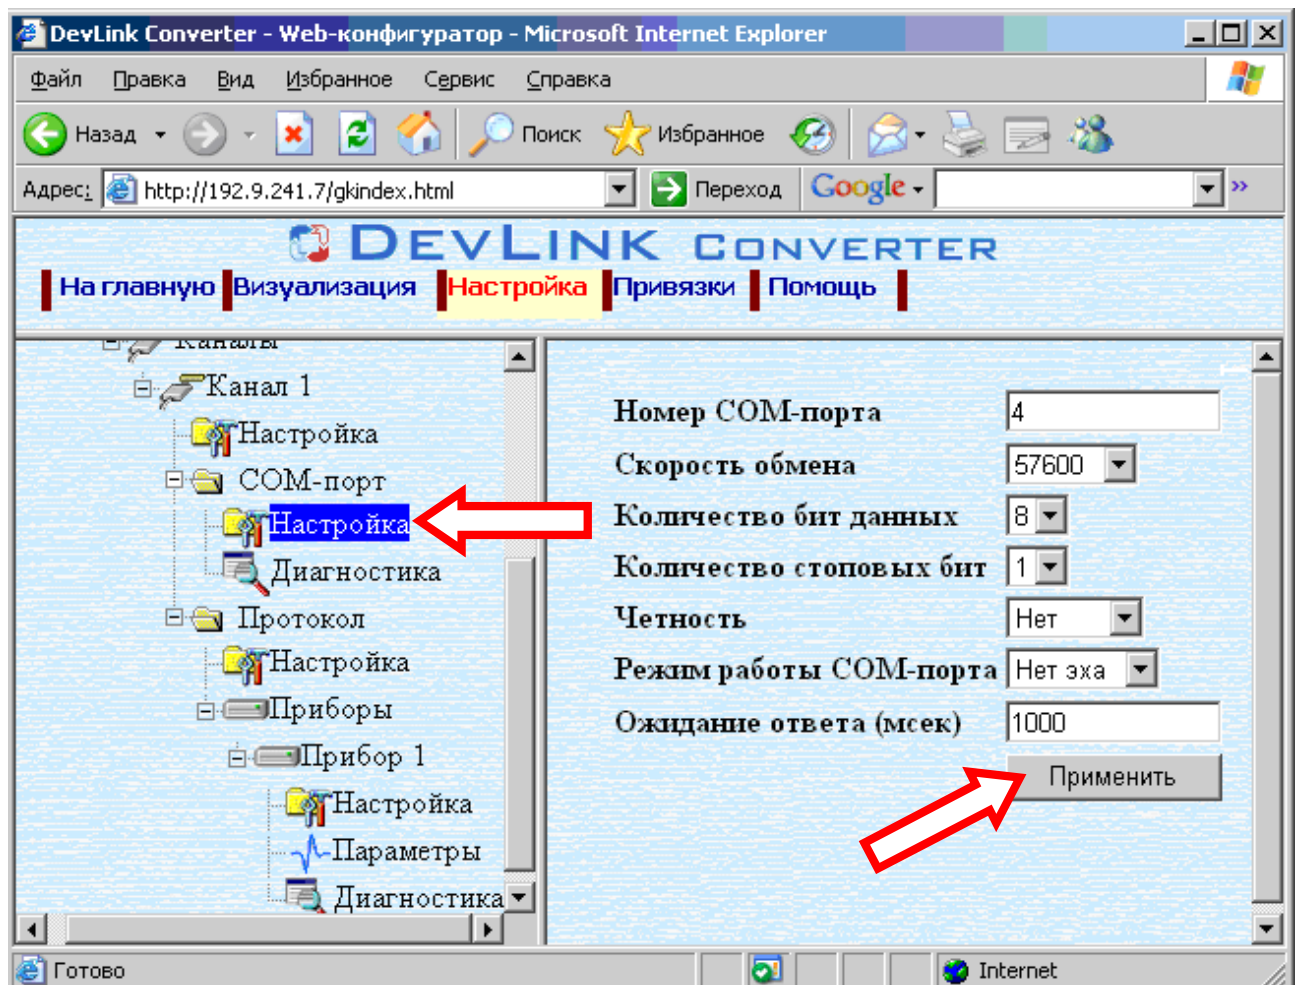 DevLink Converter - Web-конфигуратор - Microsoft Internet Explorer
Файл Правка Вид Избранное Сервис Справка
Назад Поиск Избранное
Адрес: http://192.9.241.7/gkindex.html Переход Google »
DEVLINK CONVERTER
На главную Визуализация Настройка Привязки Помощь
Каналы
Канал 1
Настройка
COM-порт
Настройка
Диагностика
Протокол
Настройка
Приборы
Прибор 1
Настройка
Параметры
Диагностика
Номер COM-порта 4
Скорость обмена 57600
Количество бит данных 8
Количество стоповых бит 1
Четность Нет
Режим работы COM-порта Нет эха
Ожидание ответа (мсек) 1000
Применить
Готово Internet